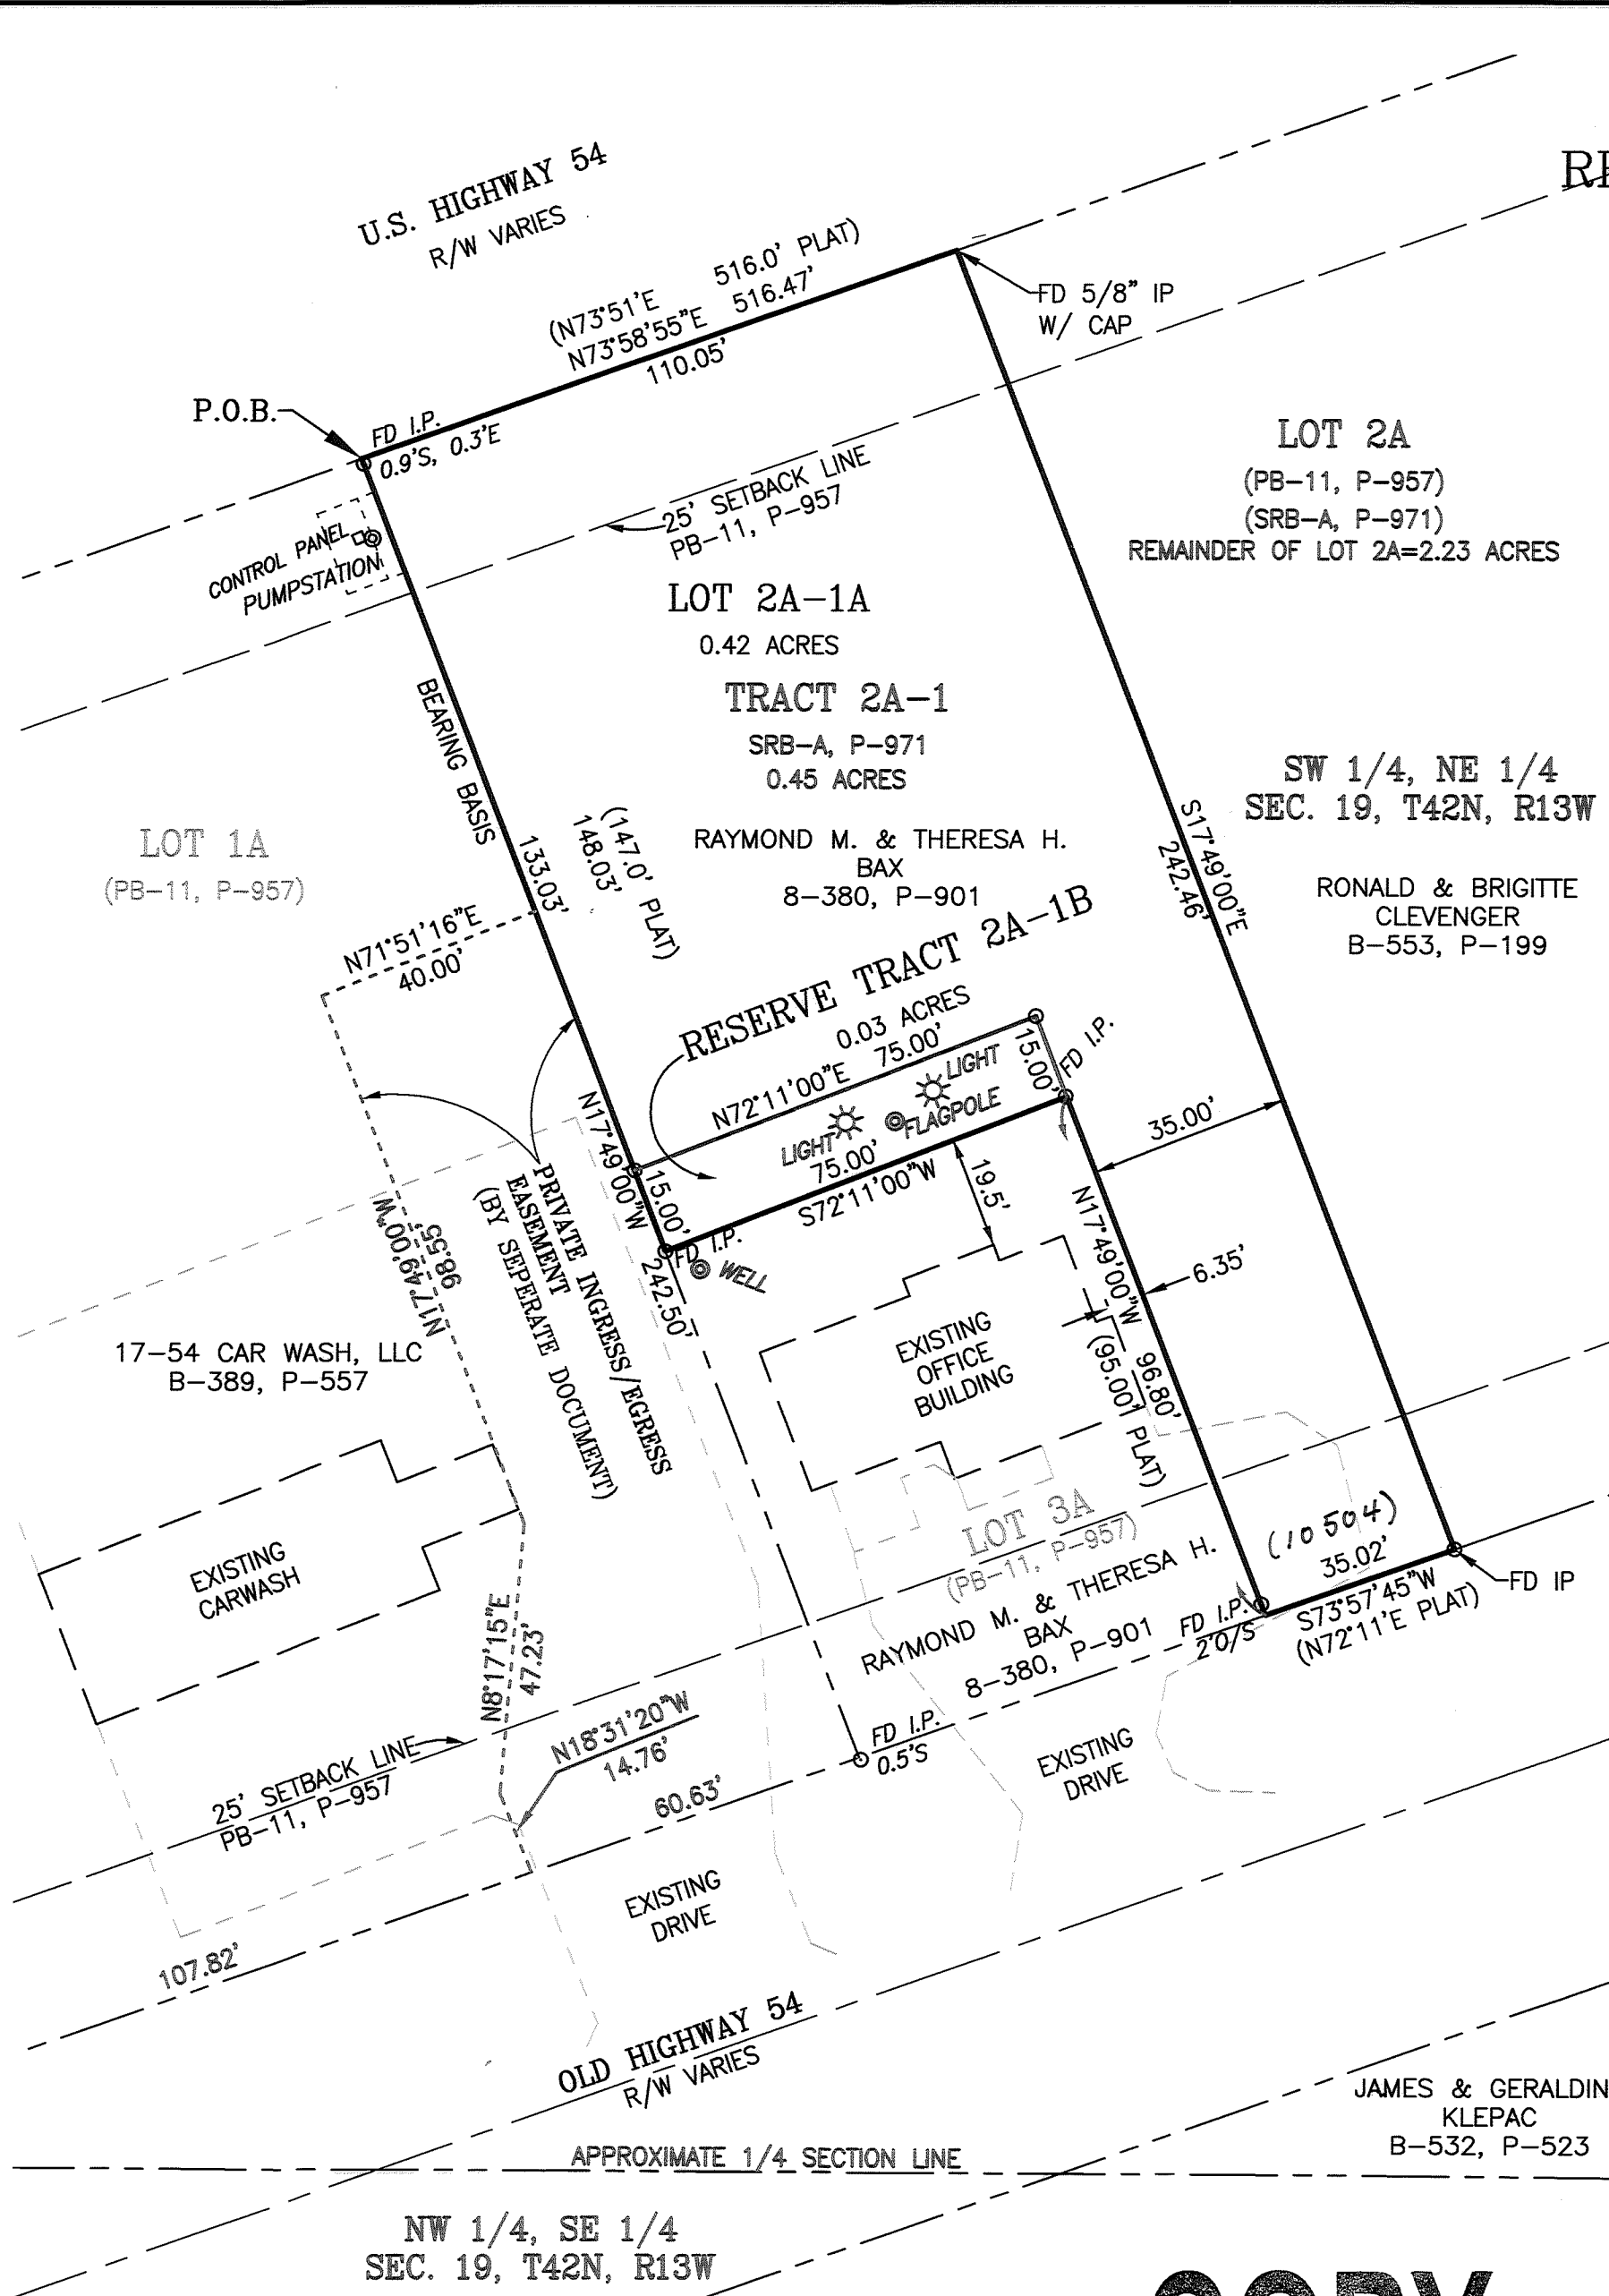 U.S. HIGHWAY 54
R/W VARIES
(N73°51'E 516.0' PLAT)
N73°58'55"E 516.47'
110.05'
FD 5/8" IP
W/ CAP
P.O.B.
FD I.P.
0.9'S, 0.3'E
25' SETBACK LINE
PB-11, P-957
CONTROL PANEL
PUMPSTATION
LOT 2A
(PB-11, P-957)
(SRB-A, P-971)
REMAINDER OF LOT 2A=2.23 ACRES
LOT 2A-1A
0.42 ACRES
TRACT 2A-1
SRB-A, P-971
0.45 ACRES
BEARING BASIS
133.03'
(147.0' PLAT)
148.03'
RAYMOND M. & THERESA H.
BAX
8-380, P-901
S17°49'00"E
242.46'
SW 1/4, NE 1/4
SEC. 19, T42N, R13W
RONALD & BRIGITTE
CLEVENGER
B-553, P-199
LOT 1A
(PB-11, P-957)
N71°51'16"E
40.00'
RESERVE TRACT 2A-1B
0.03 ACRES
N72°11'00"E 75.00'
15.00'
FD I.P.
LIGHT
LIGHT
FLAGPOLE
75.00'
S72°11'00"W
19.5'
35.00'
N17°49'00"W
15.00'
FD I.P.
WELL
242.50'
PRIVATE INGRESS/EGRESS
EASEMENT
(BY SEPERATE DOCUMENT)
N17°49'00"W
98.55'
N17°49'00"W 96.80'
(95.00' PLAT)
6.35'
EXISTING
OFFICE
BUILDING
17-54 CAR WASH, LLC
B-389, P-557
EXISTING
CARWASH
LOT 3A
(PB-11, P-957)
RAYMOND M. & THERESA H.
BAX
8-380, P-901
(10504)
35.02'
S73°57'45"W
(N72°11'E PLAT)
FD IP
FD I.P.
2'O/S
N8°17'15"E
47.23'
N18°31'20"W
14.76'
FD I.P.
0.5'S
EXISTING
DRIVE
25' SETBACK LINE
PB-11, P-957
60.63'
107.82'
EXISTING
DRIVE
OLD HIGHWAY 54
R/W VARIES
JAMES & GERALDIN
KLEPAC
B-532, P-523
APPROXIMATE 1/4 SECTION LINE
NW 1/4, SE 1/4
SEC. 19, T42N, R13W
COPY